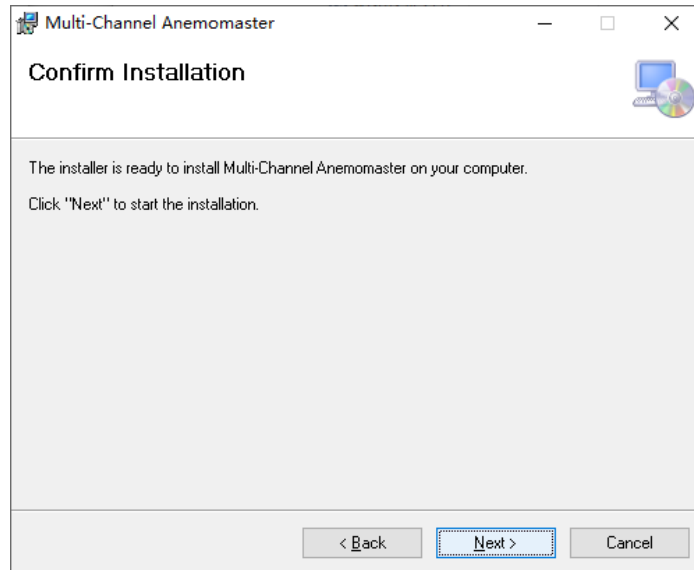 Multi-Channel Anemomaster
Confirm Installation
The installer is ready to install Multi-Channel Anemomaster on your computer.
Click "Next" to start the installation.
< Back
Next >
Cancel